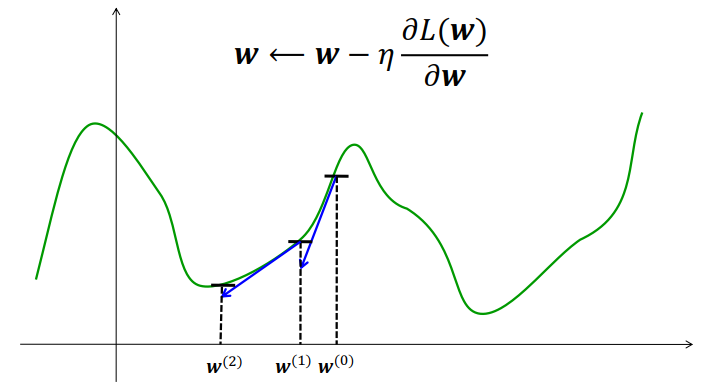 𝒘 ⟵ 𝒘 − 𝜂 ∂L(𝒘)/∂𝒘
𝒘⁽²⁾ 𝒘⁽¹⁾ 𝒘⁽⁰⁾